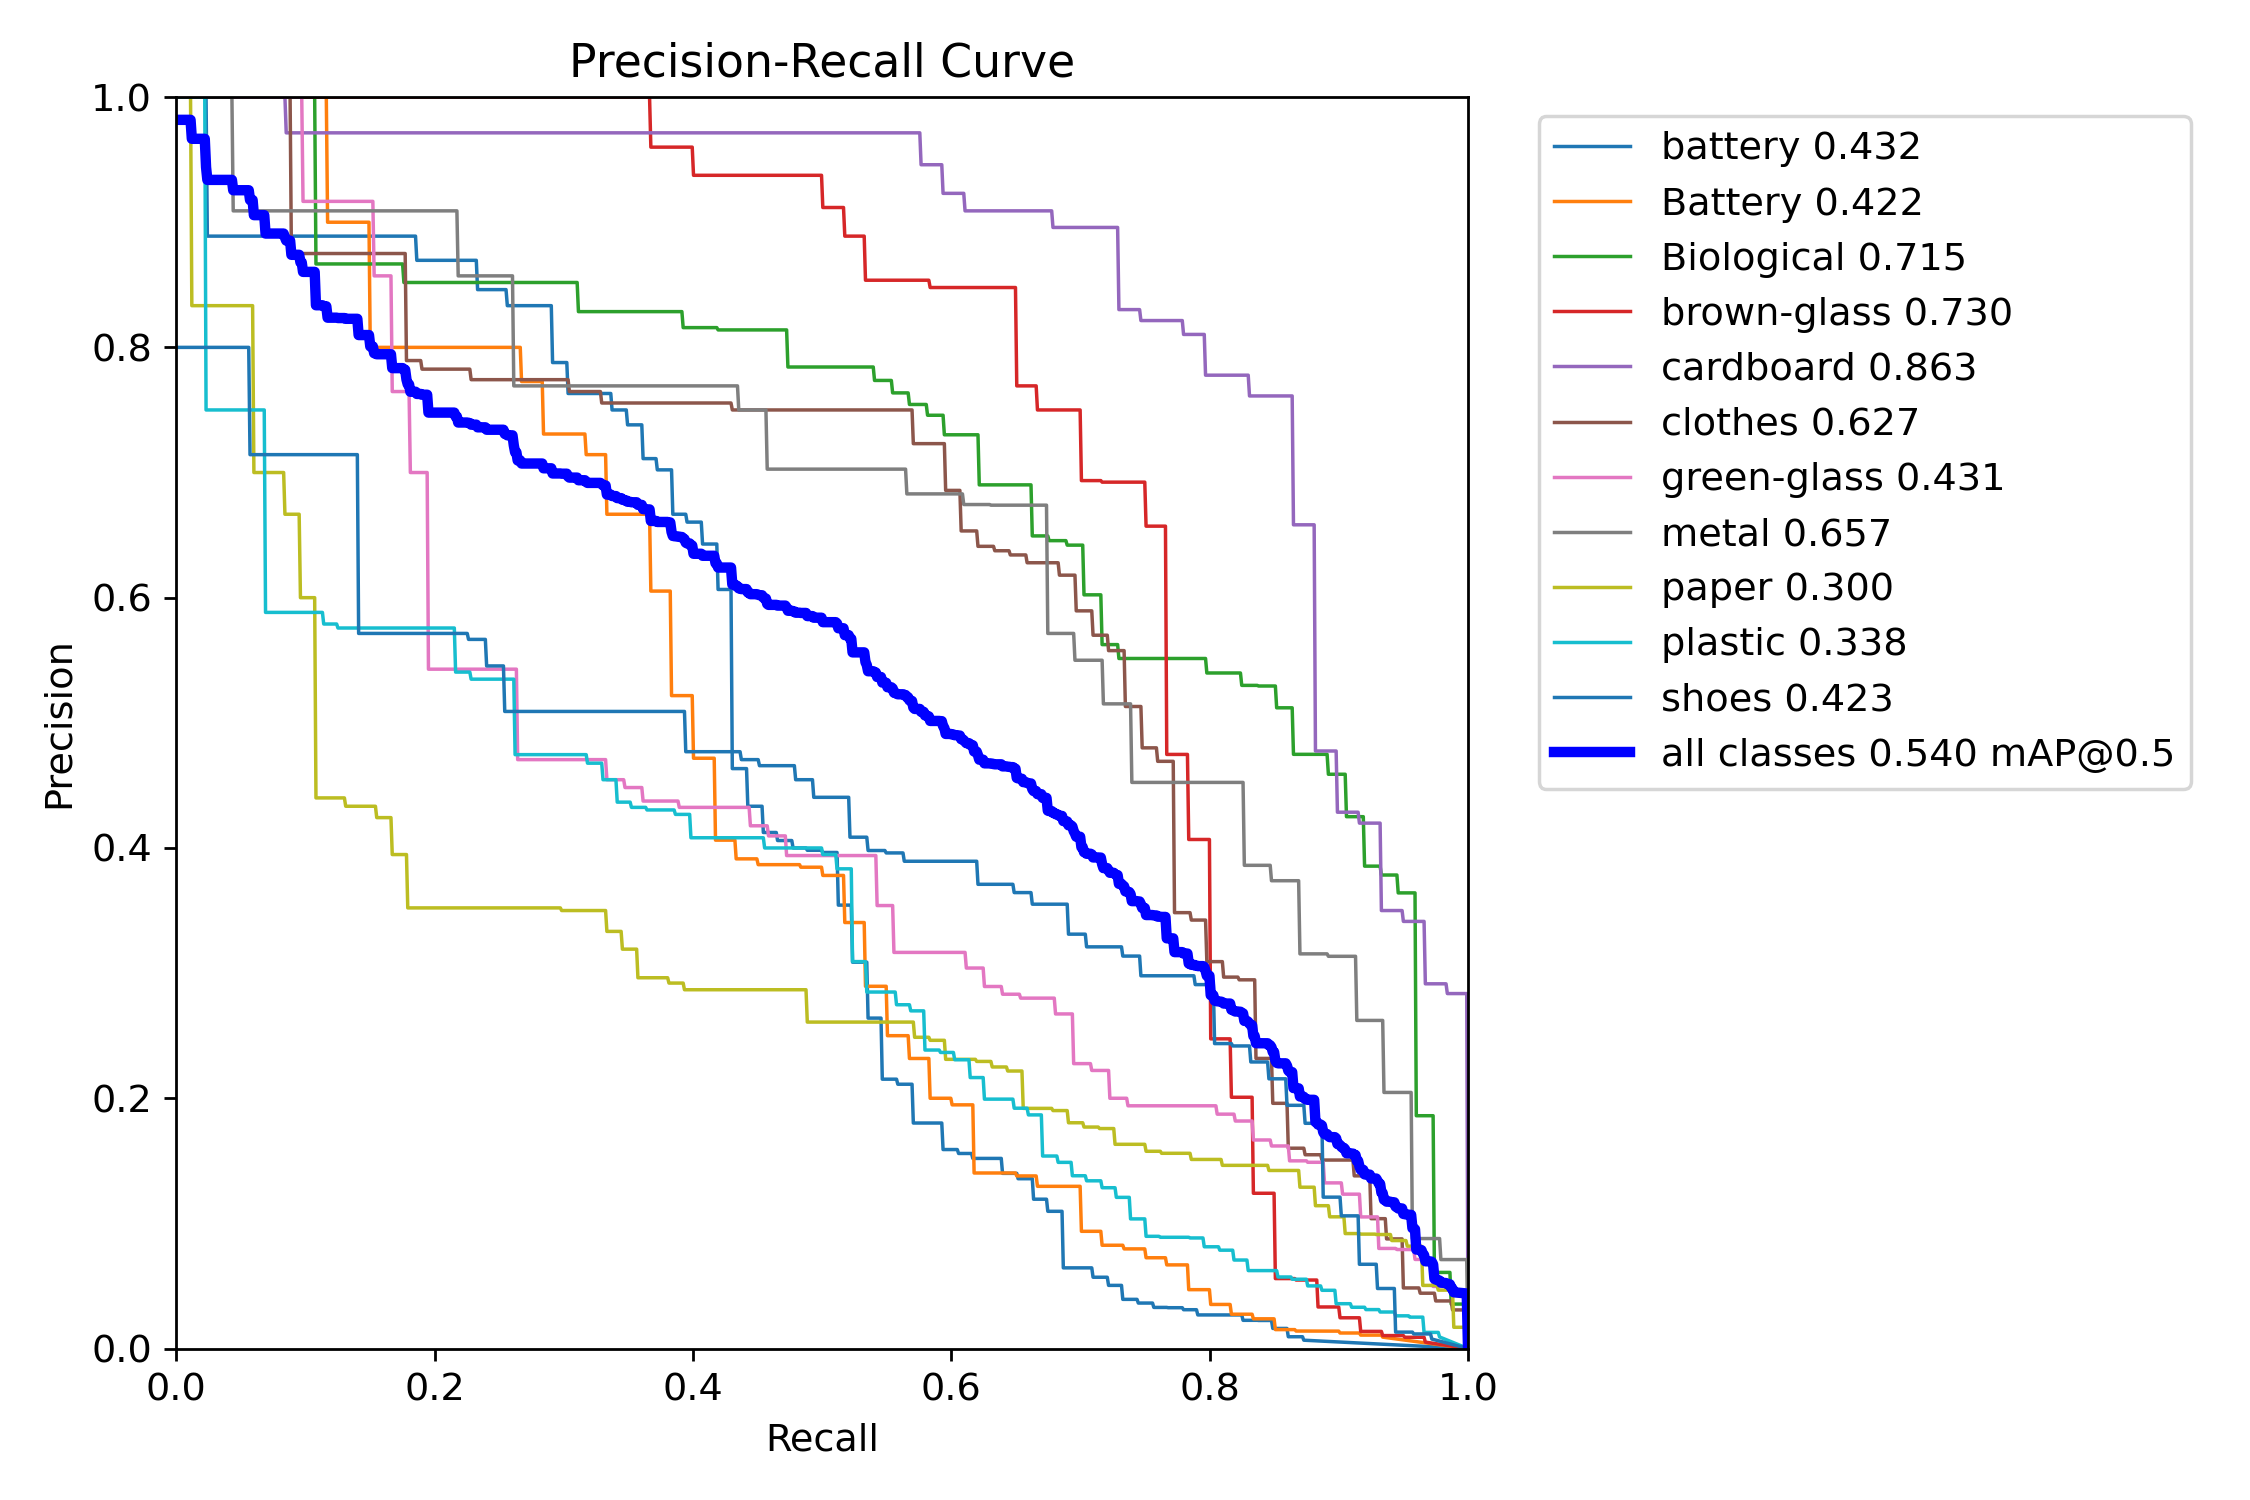 Precision-Recall Curve
1.0
0.8
0.6
0.4
0.2
0.0
Precision
0.0 0.2 0.4 0.6 0.8 1.0
Recall
battery 0.432
Battery 0.422
Biological 0.715
brown-glass 0.730
cardboard 0.863
clothes 0.627
green-glass 0.431
metal 0.657
paper 0.300
plastic 0.338
shoes 0.423
all classes 0.540 mAP@0.5